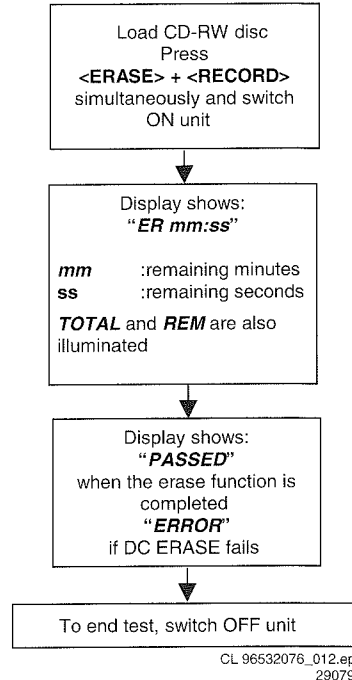 Load CD-RW disc
Press
<ERASE> + <RECORD>
simultaneously and switch
ON unit
Display shows:
“ER mm:ss”
mm :remaining minutes
ss :remaining seconds
TOTAL and REM are also
illuminated
Display shows:
“PASSED”
when the erase function is
completed
“ERROR”
if DC ERASE fails
To end test, switch OFF unit
CL 96532076_012.ep
29079